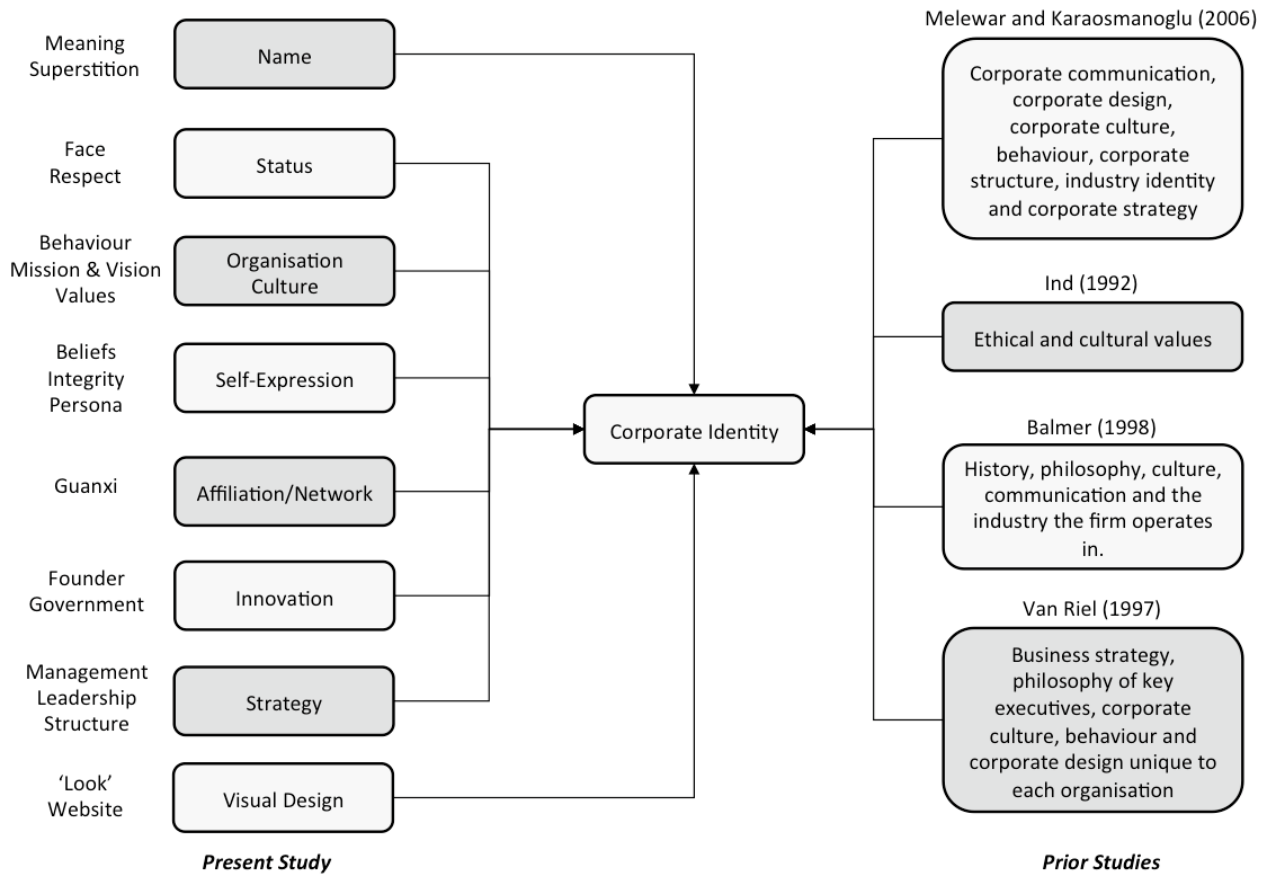 Meaning
Superstition
Name
Face
Respect
Status
Behaviour
Mission & Vision
Values
Organisation
Culture
Beliefs
Integrity
Persona
Self-Expression
Guanxi
Affiliation/Network
Founder
Government
Innovation
Management
Leadership
Structure
Strategy
‘Look’
Website
Visual Design
Present Study
Corporate Identity
Melewar and Karaosmanoglu (2006)
Corporate communication,
corporate design,
corporate culture,
behaviour, corporate
structure, industry identity
and corporate strategy
Ind (1992)
Ethical and cultural values
Balmer (1998)
History, philosophy, culture,
communication and the
industry the firm operates
in.
Van Riel (1997)
Business strategy,
philosophy of key
executives, corporate
culture, behaviour and
corporate design unique to
each organisation
Prior Studies